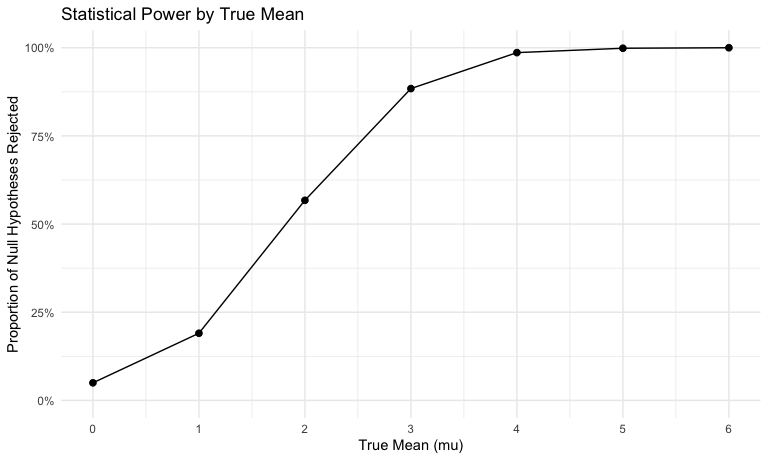 Statistical Power by True Mean
Proportion of Null Hypotheses Rejected
100%
75%
50%
25%
0%
0 1 2 3 4 5 6
True Mean (mu)